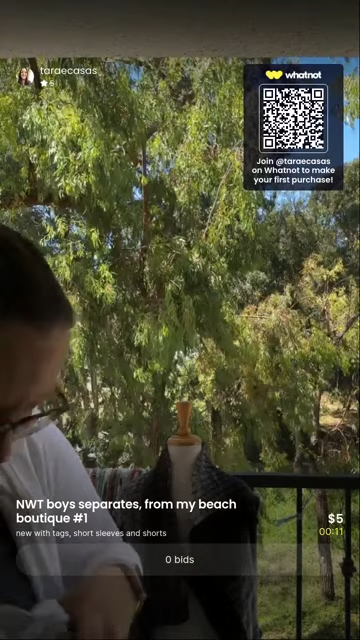 taraecasas
★ 5
whatnot
Join @taraecasas
on Whatnot to make
your first purchase!
NWT boys separates, from my beach
boutique #1
$5
new with tags, short sleeves and shorts
00:11
0 bids